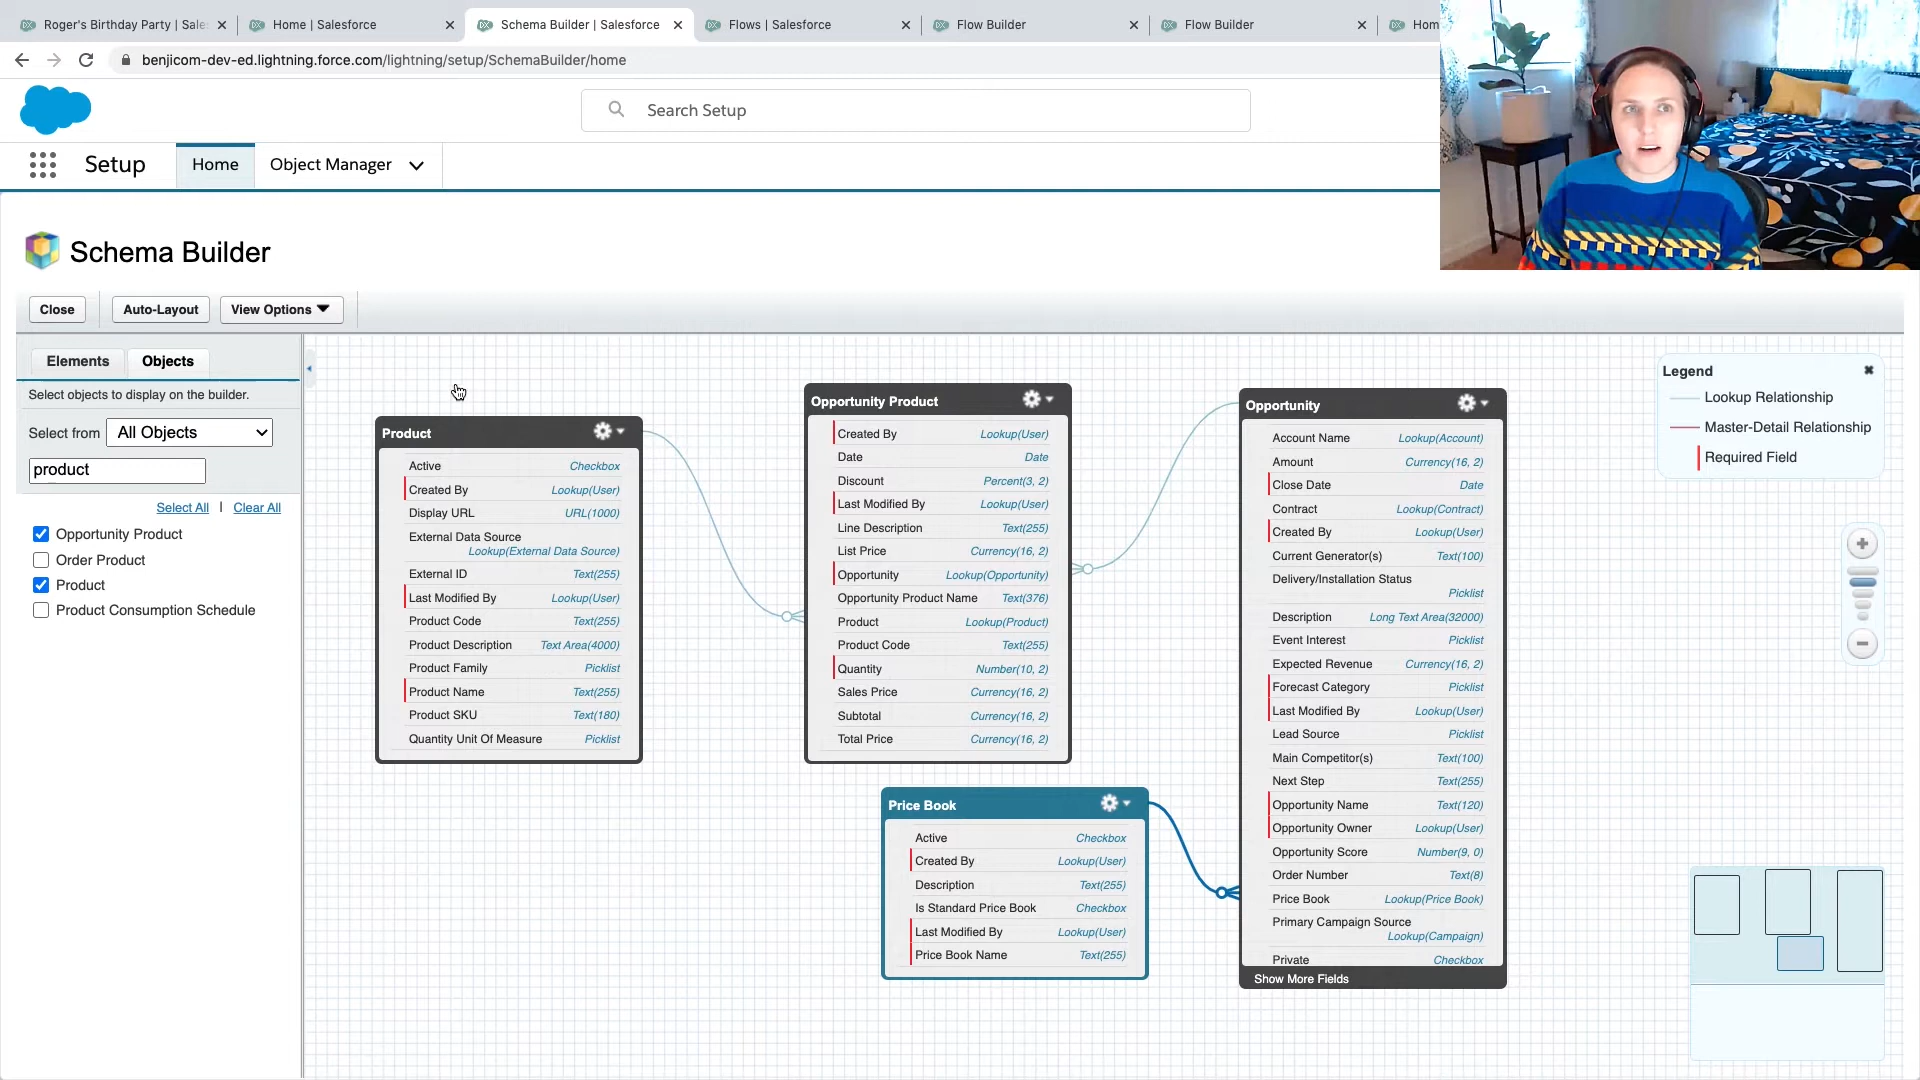 Roger's Birthday Party | Sale
Home | Salesforce
Schema Builder | Salesforce
Flows | Salesforce
Flow Builder
Flow Builder
Hom
benjicom-dev-ed.lightning.force.com/lightning/setup/SchemaBuilder/home
Search Setup
Setup
Home
Object Manager
Schema Builder
Close
Auto-Layout
View Options
Elements
Objects
Select objects to display on the builder.
Select from
All Objects
product
Select All | Clear All
Opportunity Product
Order Product
Product
Product Consumption Schedule
Product
Active Checkbox
Created By Lookup(User)
Display URL URL(1000)
External Data Source
Lookup(External Data Source)
External ID Text(255)
Last Modified By Lookup(User)
Product Code Text(255)
Product Description Text Area(4000)
Product Family Picklist
Product Name Text(255)
Product SKU Text(180)
Quantity Unit Of Measure Picklist
Opportunity Product
Created By Lookup(User)
Date Date
Discount Percent(3, 2)
Last Modified By Lookup(User)
Line Description Text(255)
List Price Currency(16, 2)
Opportunity Lookup(Opportunity)
Opportunity Product Name Text(376)
Product Lookup(Product)
Product Code Text(255)
Quantity Number(10, 2)
Sales Price Currency(16, 2)
Subtotal Currency(16, 2)
Total Price Currency(16, 2)
Price Book
Active Checkbox
Created By Lookup(User)
Description Text(255)
Is Standard Price Book Checkbox
Last Modified By Lookup(User)
Price Book Name Text(255)
Opportunity
Account Name Lookup(Account)
Amount Currency(16, 2)
Close Date Date
Contract Lookup(Contract)
Created By Lookup(User)
Current Generator(s) Text(100)
Delivery/Installation Status
Picklist
Description Long Text Area(32000)
Event Interest Picklist
Expected Revenue Currency(16, 2)
Forecast Category Picklist
Last Modified By Lookup(User)
Lead Source Picklist
Main Competitor(s) Text(100)
Next Step Text(255)
Opportunity Name Text(120)
Opportunity Owner Lookup(User)
Opportunity Score Number(9, 0)
Order Number Text(8)
Price Book Lookup(Price Book)
Primary Campaign Source
Lookup(Campaign)
Private Checkbox
Show More Fields
Legend
Lookup Relationship
Master-Detail Relationship
Required Field